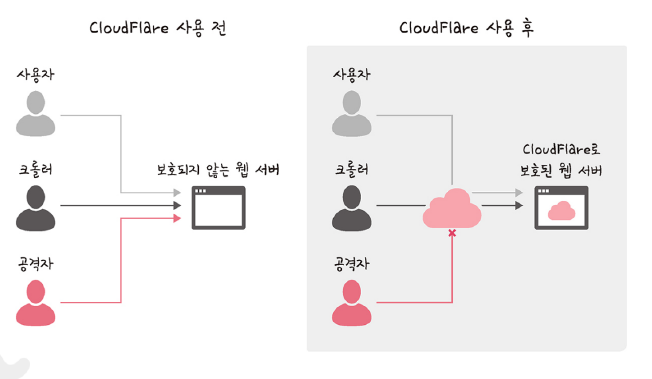 CloudFlare 사용 전
CloudFlare 사용 후
사용자
크롤러
보호되지 않는 웹 서버
공격자
사용자
크롤러
CloudFlare로
보호된 웹 서버
공격자